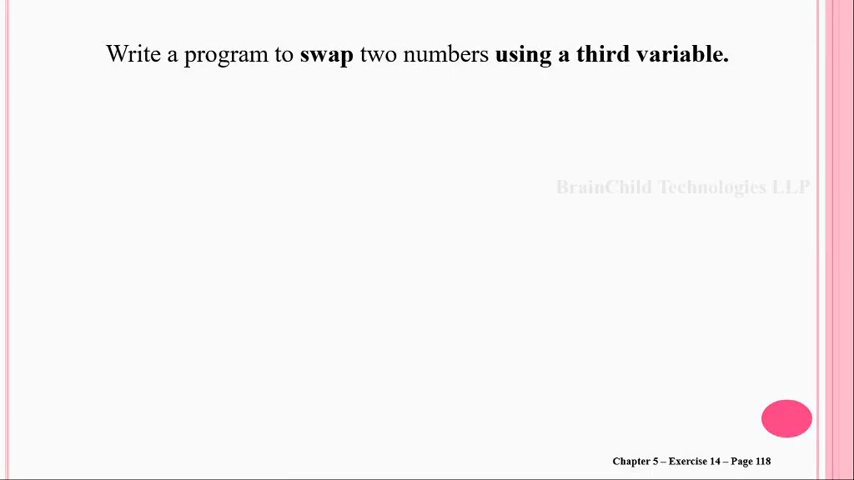 Write a program to swap two numbers using a third variable.
BrainChild Technologies LLP
Chapter 5 – Exercise 14 – Page 118